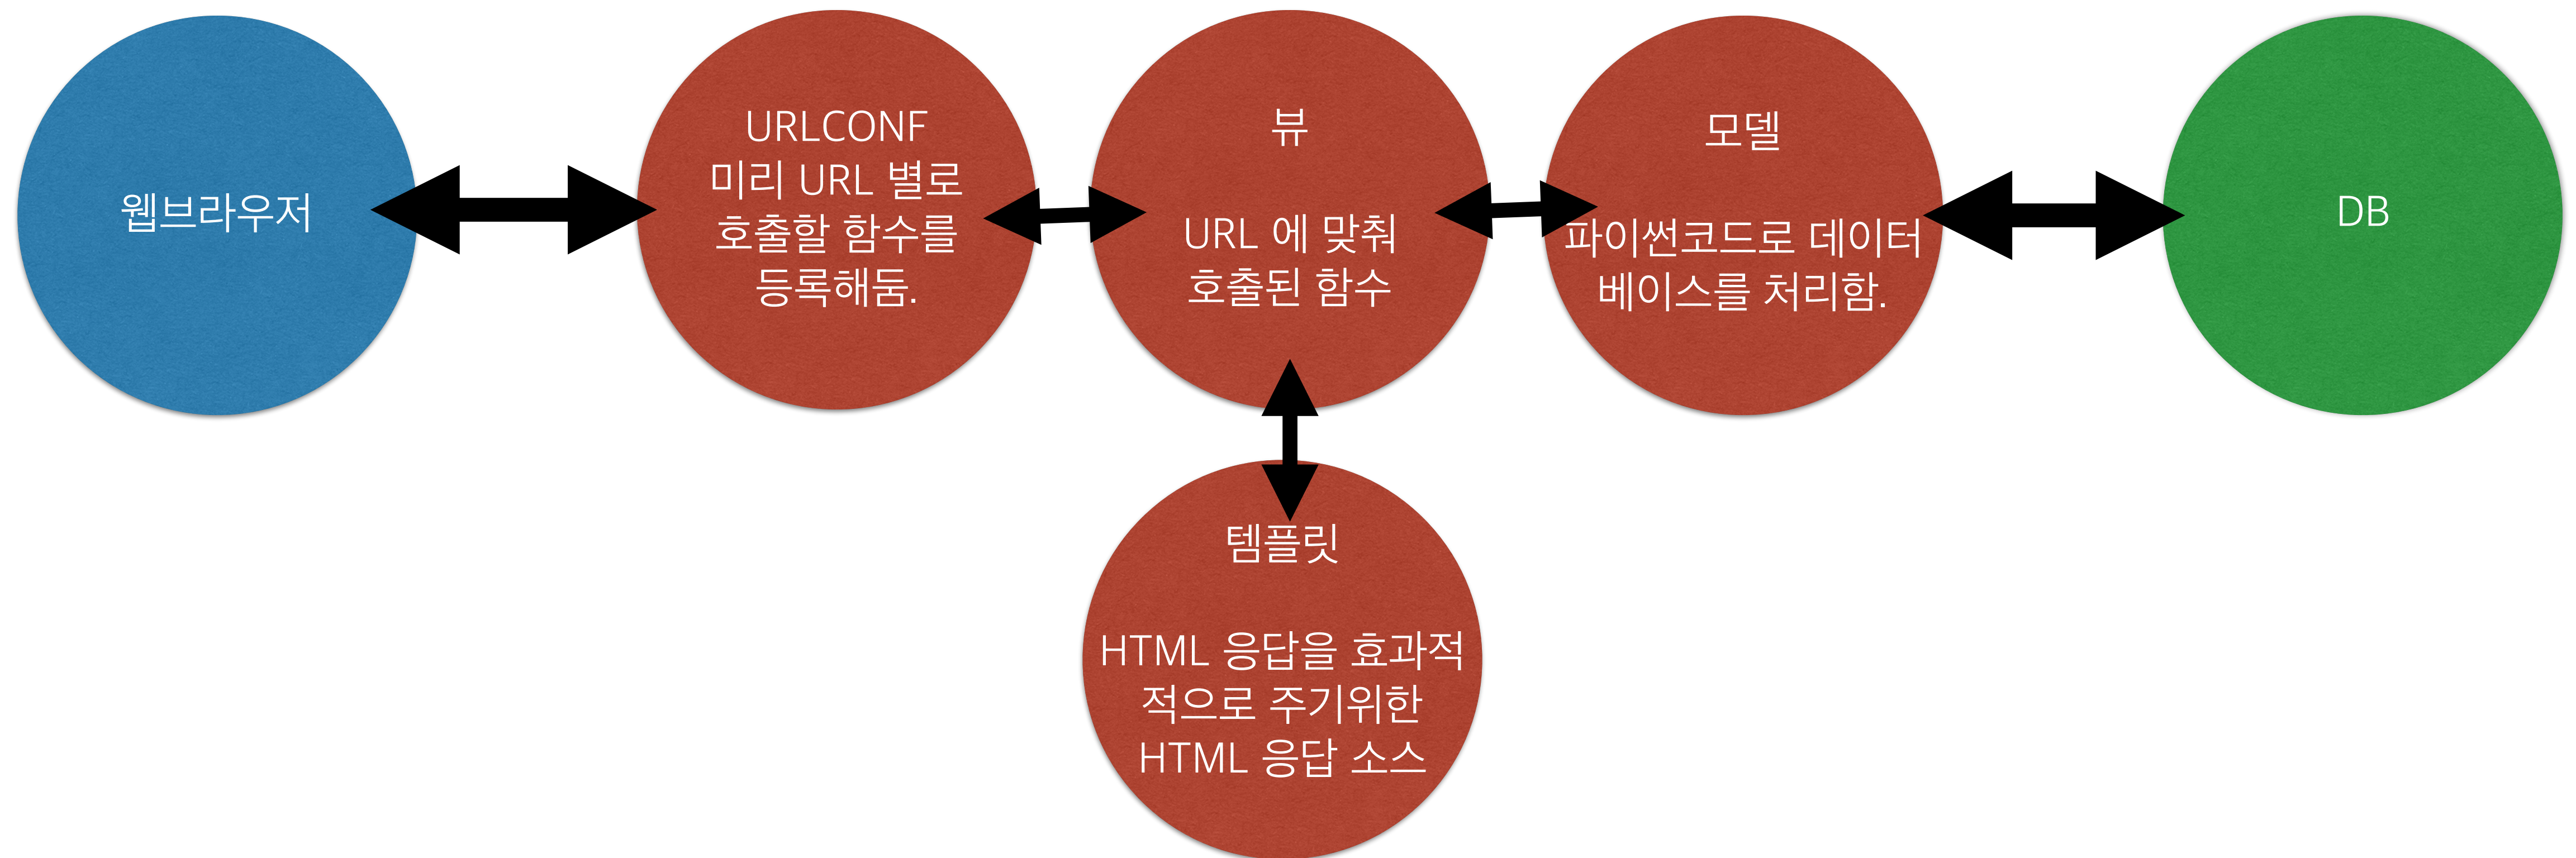 웹브라우저
URLCONF
미리 URL 별로
호출할 함수를
등록해둠.
뷰
URL 에 맞춰
호출된 함수
모델
파이썬코드로 데이터
베이스를 처리함.
DB
템플릿
HTML 응답을 효과적
적으로 주기위한
HTML 응답 소스